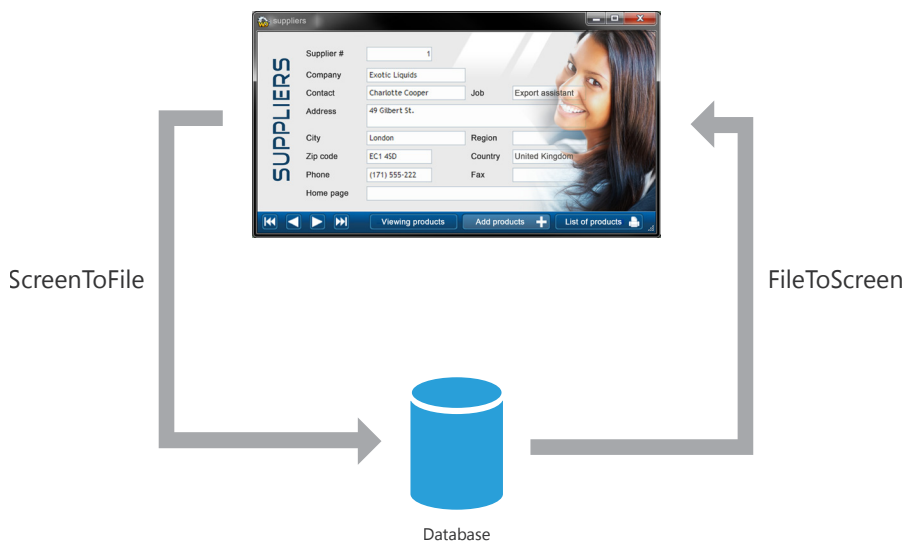 suppliers
SUPPLIERS
Supplier # 1
Company Exotic Liquids
Contact Charlotte Cooper Job Export assistant
Address 49 Gilbert St.
City London Region
Zip code EC1 4SD Country United Kingdom
Phone (171) 555-222 Fax
Home page
Viewing products Add products List of products
ScreenToFile
FileToScreen
Database